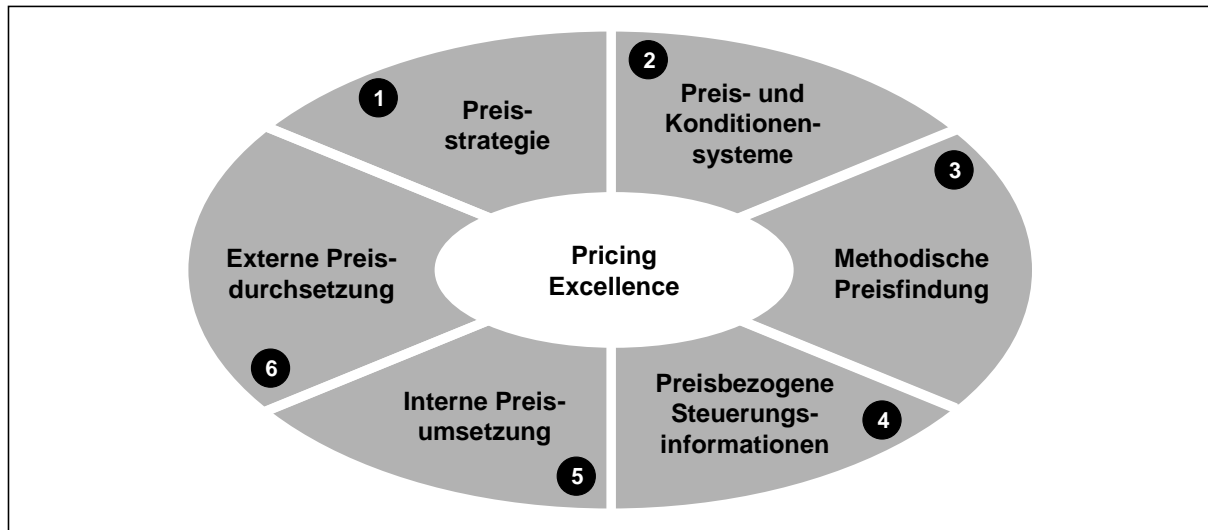 1
Preis-
strategie
2
Preis- und
Konditionen-
systeme
3
Methodische
Preisfindung
Preisbezogene
Steuerungs-
informationen
4
Interne Preis-
umsetzung
5
Externe Preis-
durchsetzung
6
Pricing
Excellence